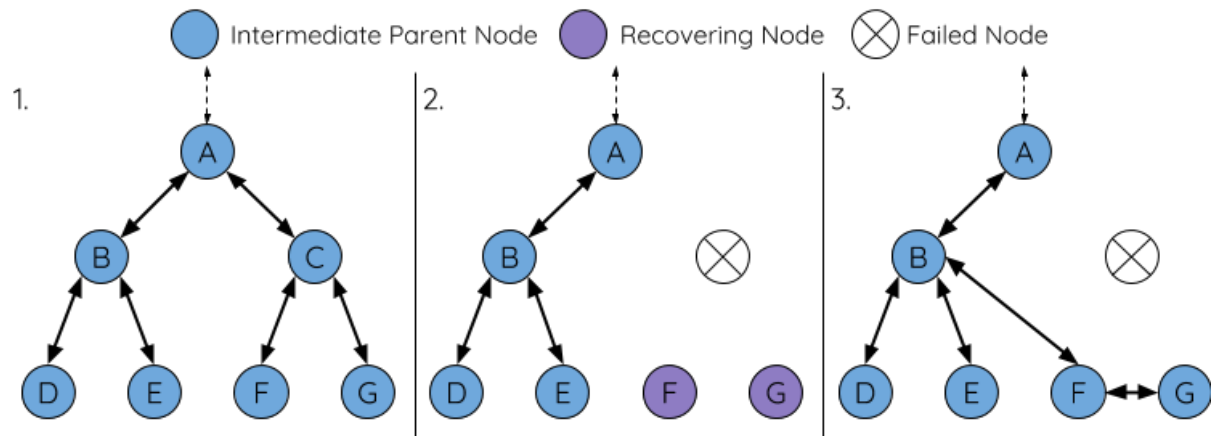 Intermediate Parent Node Recovering Node Failed Node
1. 2. 3.
A A A
B C B B
D E F G D E F G D E F G